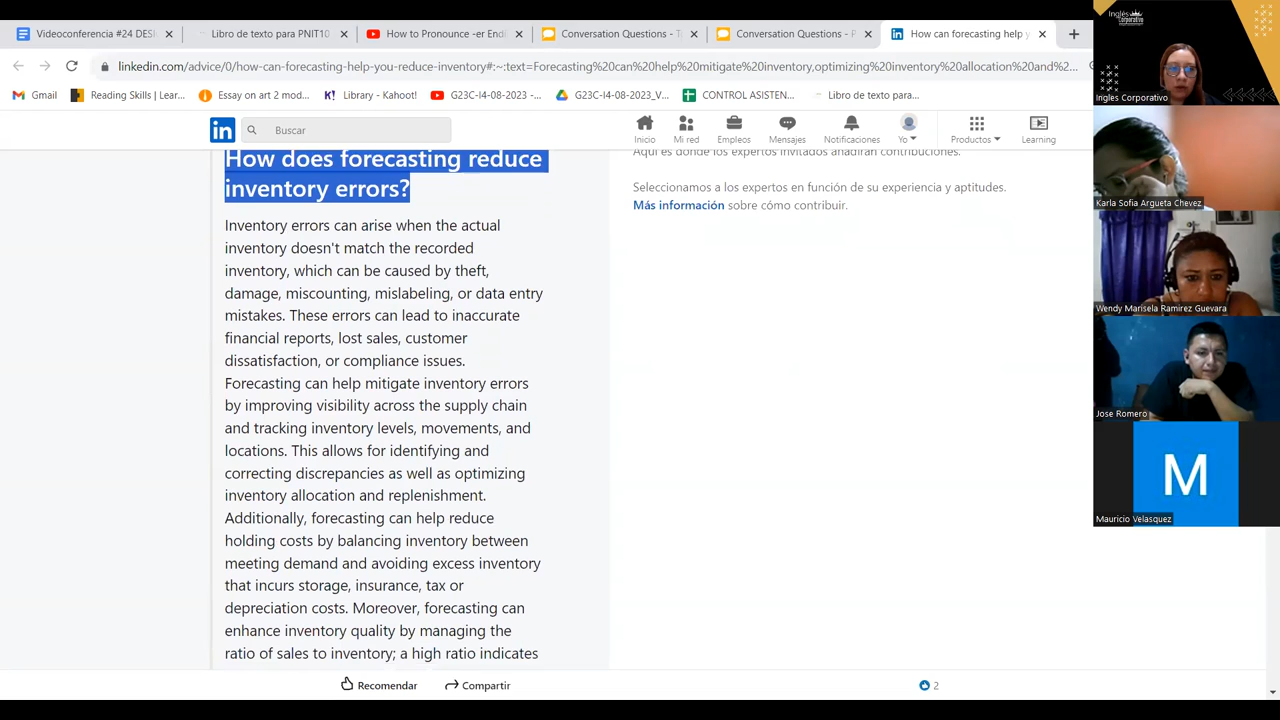 Videoconferencia #24 DESI
Libro de texto para PNIT10
How to Pronounce -er Endi
Conversation Questions - T
Conversation Questions - P
How can forecasting help y
linkedin.com/advice/0/how-can-forecasting-help-you-reduce-inventory#:~:text=Forecasting%20can%20help%20mitigate%20inventory,optimizing%20inventory%20allocation%20and%2...
Gmail
Reading Skills | Lear...
Essay on art 2 mod...
Library - Kano...
G23C-I4-08-2023 -...
G23C-I4-08-2023_V...
CONTROL ASISTEN...
Libro de texto para...
in
Buscar
Inicio
Mi red
Empleos
Mensajes
Notificaciones
Yo
Productos
Learning
How does forecasting reduce
inventory errors?
Inventory errors can arise when the actual
inventory doesn't match the recorded
inventory, which can be caused by theft,
damage, miscounting, mislabeling, or data entry
mistakes. These errors can lead to inaccurate
financial reports, lost sales, customer
dissatisfaction, or compliance issues.
Forecasting can help mitigate inventory errors
by improving visibility across the supply chain
and tracking inventory levels, movements, and
locations. This allows for identifying and
correcting discrepancies as well as optimizing
inventory allocation and replenishment.
Additionally, forecasting can help reduce
holding costs by balancing inventory between
meeting demand and avoiding excess inventory
that incurs storage, insurance, tax or
depreciation costs. Moreover, forecasting can
enhance inventory quality by managing the
ratio of sales to inventory; a high ratio indicates
Aquí es donde los expertos invitados añadirán contribuciones.
Seleccionamos a los expertos en función de su experiencia y aptitudes.
Más información sobre cómo contribuir.
Recomendar
Compartir
2
Inglés
Corporativo
Ingles Corporativo
Karla Sofia Argueta Chevez
Wendy Marisela Ramirez Guevara
Jose Romero
M
Mauricio Velasquez